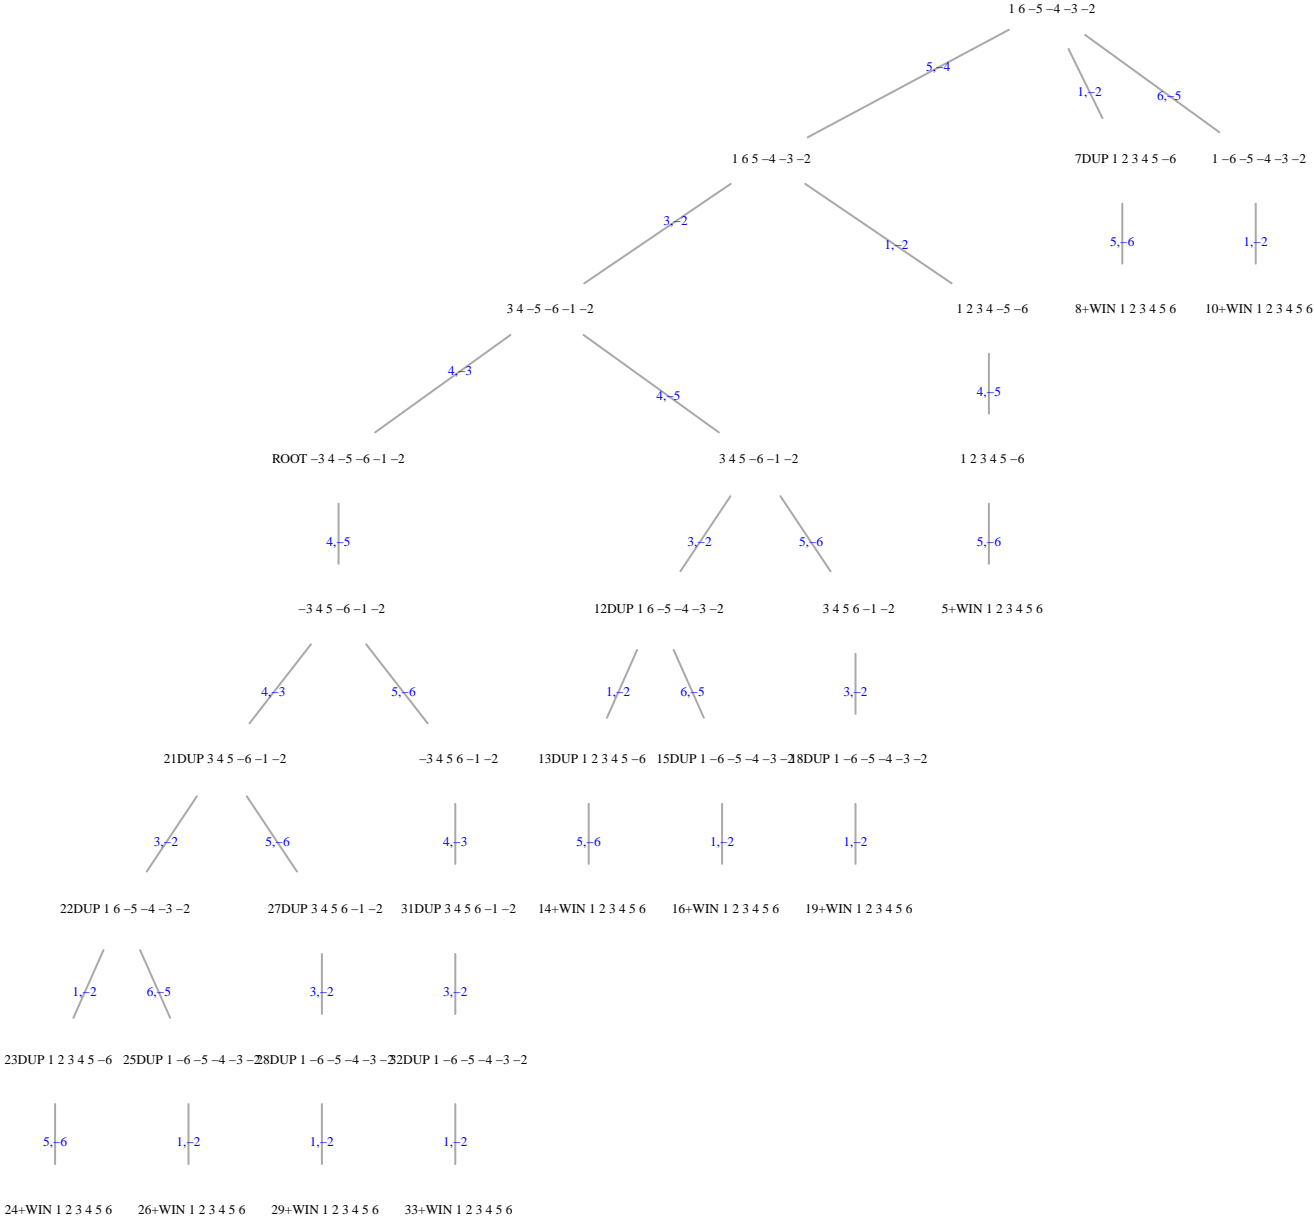 1 6 −5 −4 −3 −2
5,−4
1,−2
6,−5
1 6 5 −4 −3 −2
7DUP 1 2 3 4 5 −6
1 −6 −5 −4 −3 −2
3,−2
1,−2
5,−6
1,−2
3 4 −5 −6 −1 −2
1 2 3 4 −5 −6
8+WIN 1 2 3 4 5 6
10+WIN 1 2 3 4 5 6
4,−3
4,−5
4,−5
ROOT −3 4 −5 −6 −1 −2
3 4 5 −6 −1 −2
1 2 3 4 5 −6
4,−5
3,−2
5,−6
5,−6
−3 4 5 −6 −1 −2
12DUP 1 6 −5 −4 −3 −2
3 4 5 6 −1 −2
5+WIN 1 2 3 4 5 6
4,−3
5,−6
1,−2
6,−5
3,−2
21DUP 3 4 5 −6 −1 −2
−3 4 5 6 −1 −2
13DUP 1 2 3 4 5 −6
15DUP 1 −6 −5 −4 −3 −2
18DUP 1 −6 −5 −4 −3 −2
3,−2
5,−6
4,−3
5,−6
1,−2
1,−2
22DUP 1 6 −5 −4 −3 −2
27DUP 3 4 5 6 −1 −2
31DUP 3 4 5 6 −1 −2
14+WIN 1 2 3 4 5 6
16+WIN 1 2 3 4 5 6
19+WIN 1 2 3 4 5 6
1,−2
6,−5
3,−2
3,−2
23DUP 1 2 3 4 5 −6
25DUP 1 −6 −5 −4 −3 −2
28DUP 1 −6 −5 −4 −3 −2
32DUP 1 −6 −5 −4 −3 −2
5,−6
1,−2
1,−2
1,−2
24+WIN 1 2 3 4 5 6
26+WIN 1 2 3 4 5 6
29+WIN 1 2 3 4 5 6
33+WIN 1 2 3 4 5 6